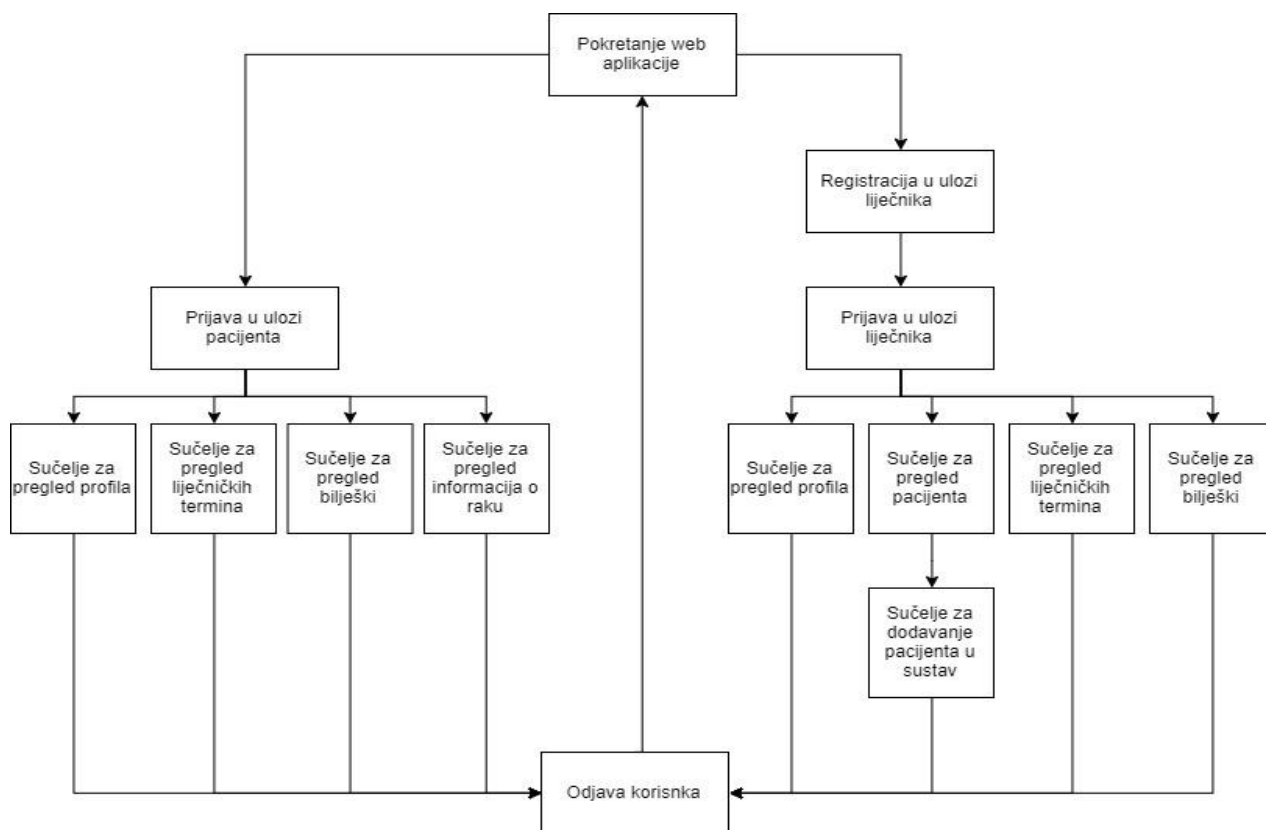 Pokretanje web
aplikacije
Registracija u ulozi
liječnika
Prijava u ulozi
pacijenta
Prijava u ulozi
liječnika
Sučelje za
pregled profila
Sučelje za
pregled
liječničkih
termina
Sučelje za
pregled
bilješki
Sučelje za
pregled
informacija o
raku
Sučelje za
pregled profila
Sučelje za
pregled
pacijenta
Sučelje za
pregled
liječničkih
termina
Sučelje za
pregled
bilješki
Sučelje za
dodavanje
pacijenta u
sustav
Odjava korisnka